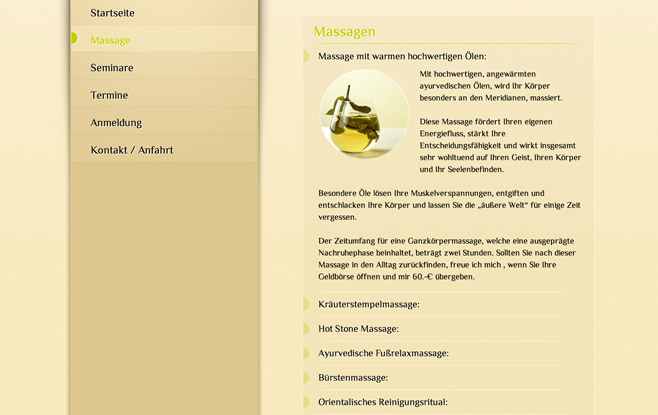 Startseite
Massage
Seminare
Termine
Anmeldung
Kontakt / Anfahrt
Massagen
Massage mit warmen hochwertigen Ölen:
Mit hochwertigen, angewärmten
ayurvedischen Ölen, wird Ihr Körper
besonders an den Meridianen, massiert.
Diese Massage fördert Ihren eigenen
Energiefluss, stärkt Ihre
Entscheidungsfähigkeit und wirkt insgesamt
sehr wohltuend auf Ihren Geist, Ihren Körper
und Ihr Seelenbefinden.
Besondere Öle lösen Ihre Muskelverspannungen, entgiften und
entschlacken Ihre Körper und lassen Sie die „äußere Welt“ für einige Zeit
vergessen.
Der Zeitumfang für eine Ganzkörpermassage, welche eine ausgeprägte
Nachruhephase beinhaltet, beträgt zwei Stunden. Sollten Sie nach dieser
Massage in den Alltag zurückfinden, freue ich mich , wenn Sie Ihre
Geldbörse öffnen und mir 60.-€ übergeben.
Kräuterstempelmassage:
Hot Stone Massage:
Ayurvedische Fußrelaxmassage:
Bürstenmassage:
Orientalisches Reinigungsritual: